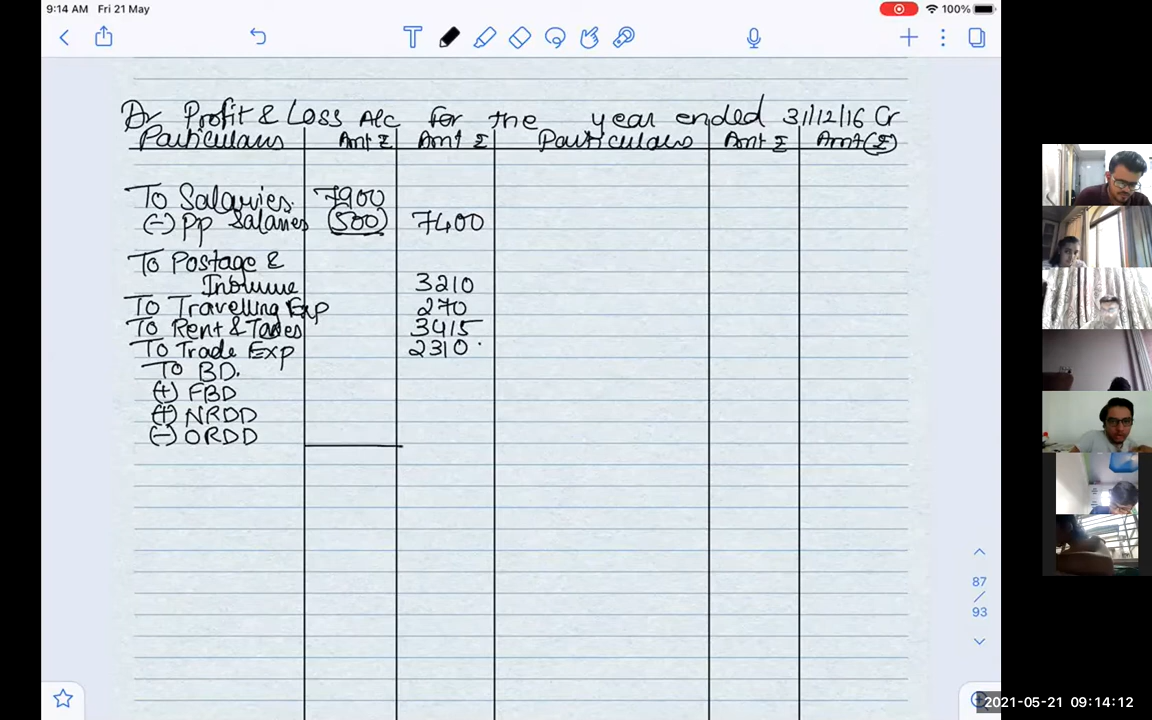 9:14 AM Fri 21 May
100%
Dr Profit & Loss A/c for the year ended 31/12/16 Cr
Particulars Amt ₹ Amt ₹ Particulars Amt ₹ Amt (₹)
To Salaries 7900
(-) PP Salaries (500) 7400
To Postage &
3210
To Travelling Exp 270
To Rent & Taxes 3415
To Trade Exp 2310
To BD.
(+) FBD
(+) NRDD
(-) ORDD
87
/
93
2021-05-21 09:14:12